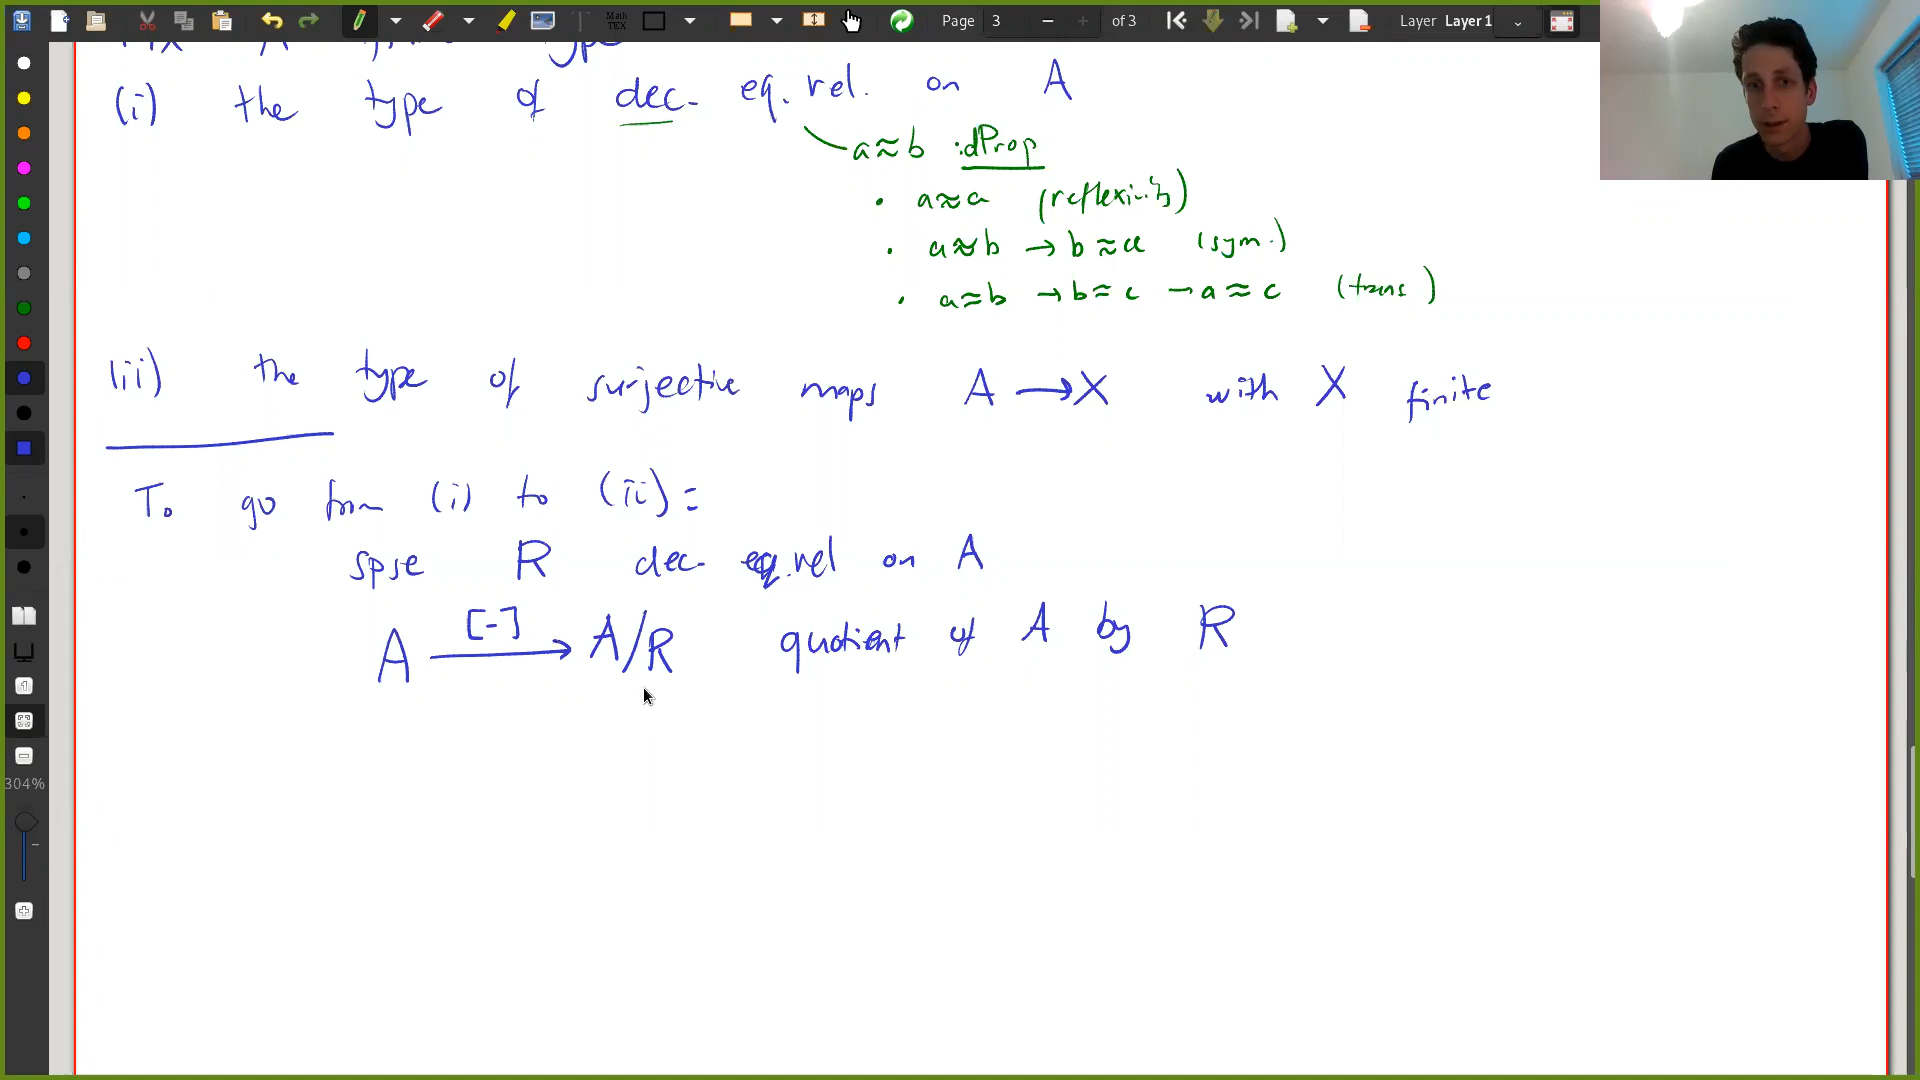 Page 3 of 3 Layer Layer 1
Math TEX
(i) the type of dec. eq. rel. on A
a ≈ b : dProp
• a ≈ a (reflexivity)
• a ≈ b → b ≈ a (sym.)
• a ≈ b → b ≈ c → a ≈ c (trans)
(ii) the type of surjective maps A → X with X finite
To go from (i) to (ii):
spse R dec. eq. rel on A
A [-] → A/R quotient of A by R
304%